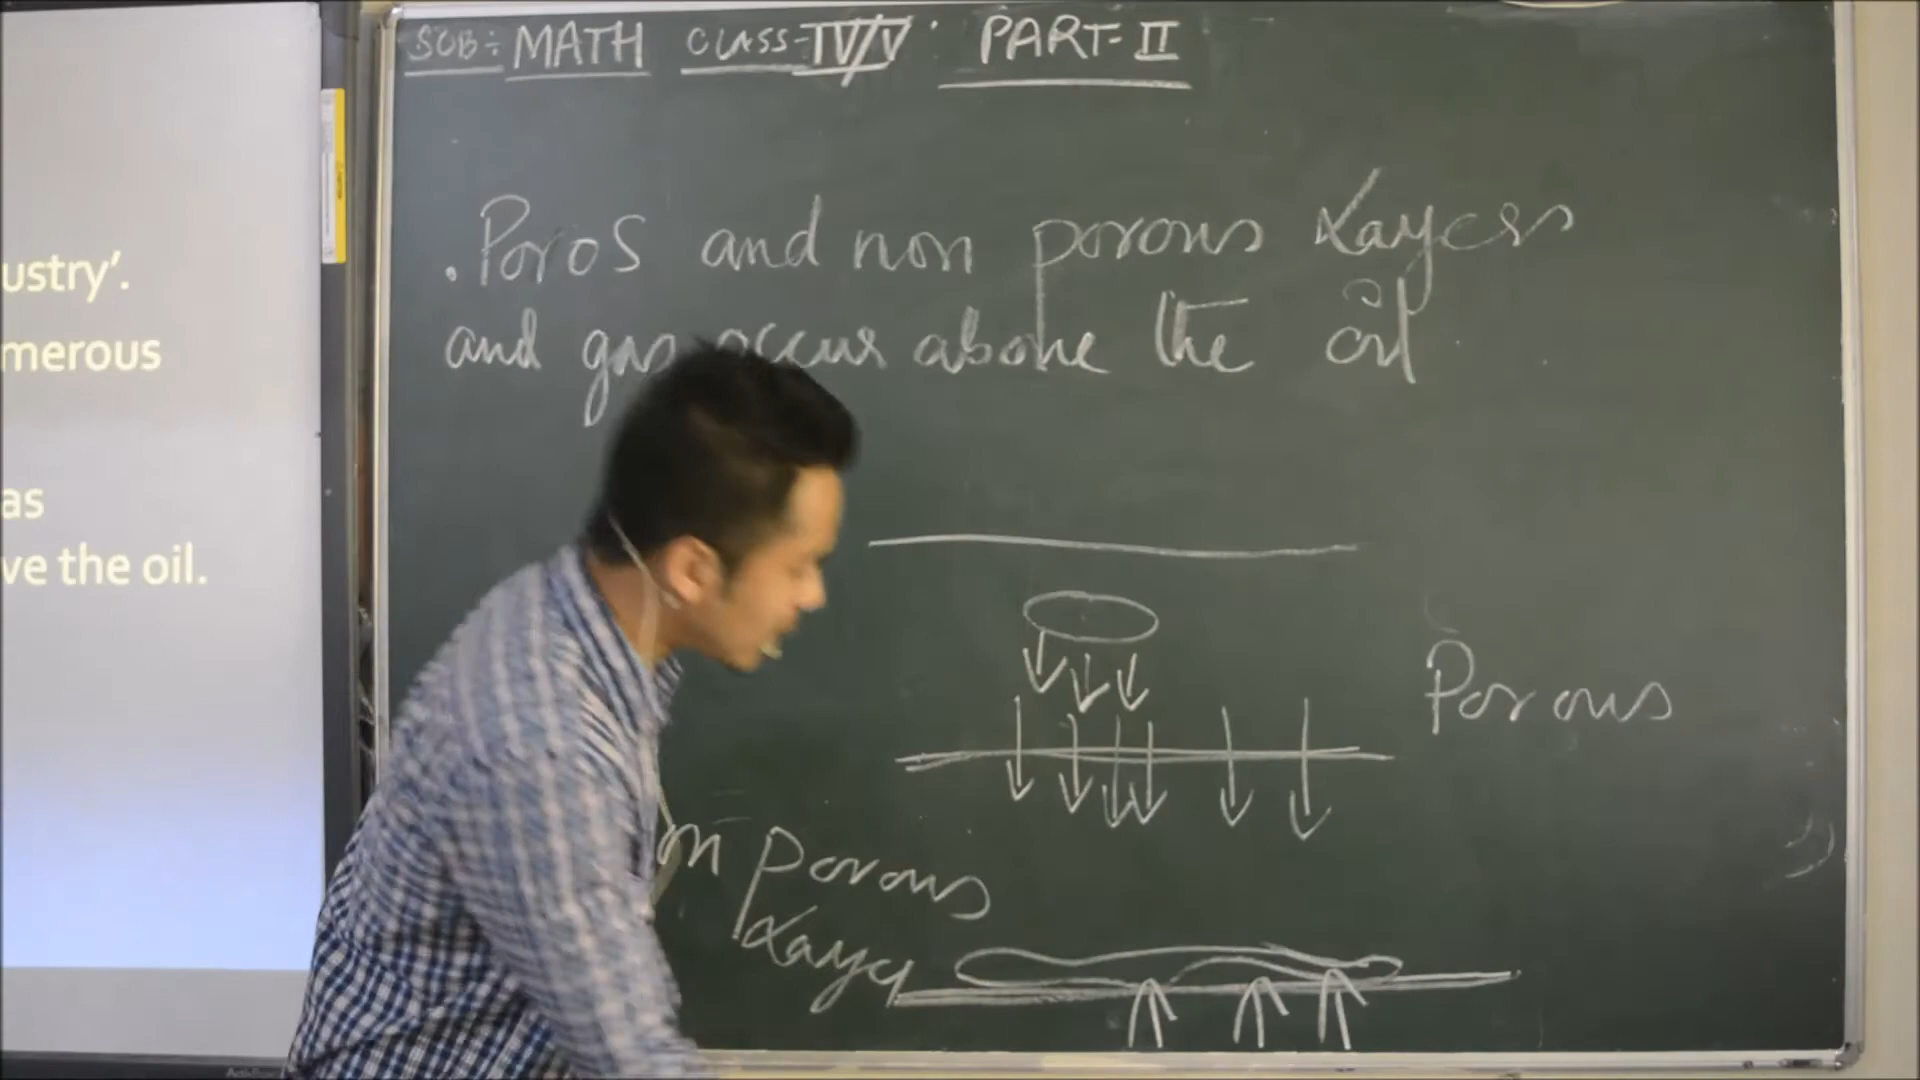 SUB:- MATH CLASS-IV/V PART-II
ustry'.
merous
as
ve the oil.
. Poros and non porous Layers
and gas occur above the oil
Porous
n Porous
Layer